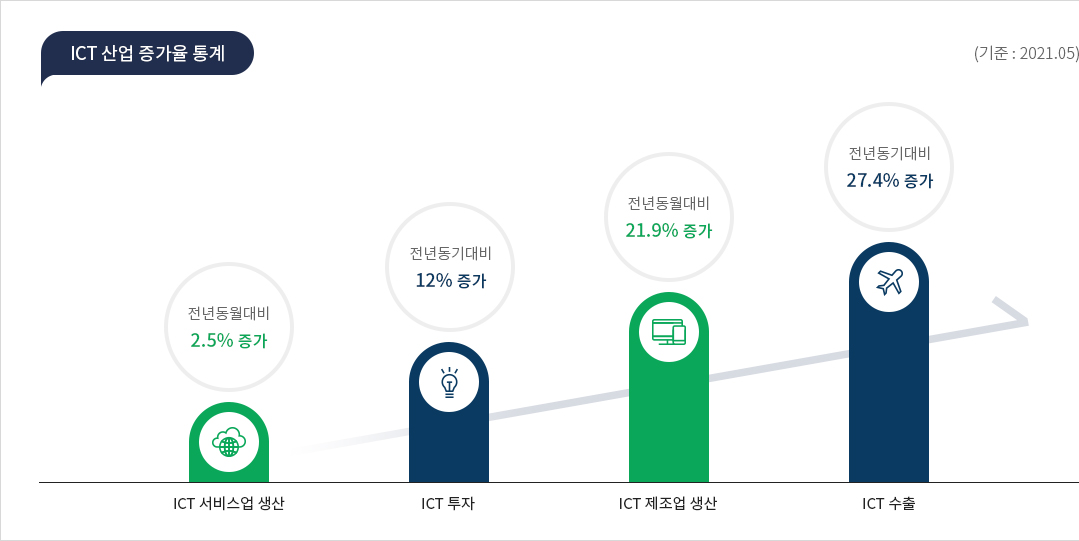 ICT 산업 증가율 통계
(기준 : 2021.05)
전년동기대비
27.4% 증가
전년동월대비
21.9% 증가
전년동기대비
12% 증가
전년동월대비
2.5% 증가
ICT 서비스업 생산
ICT 투자
ICT 제조업 생산
ICT 수출